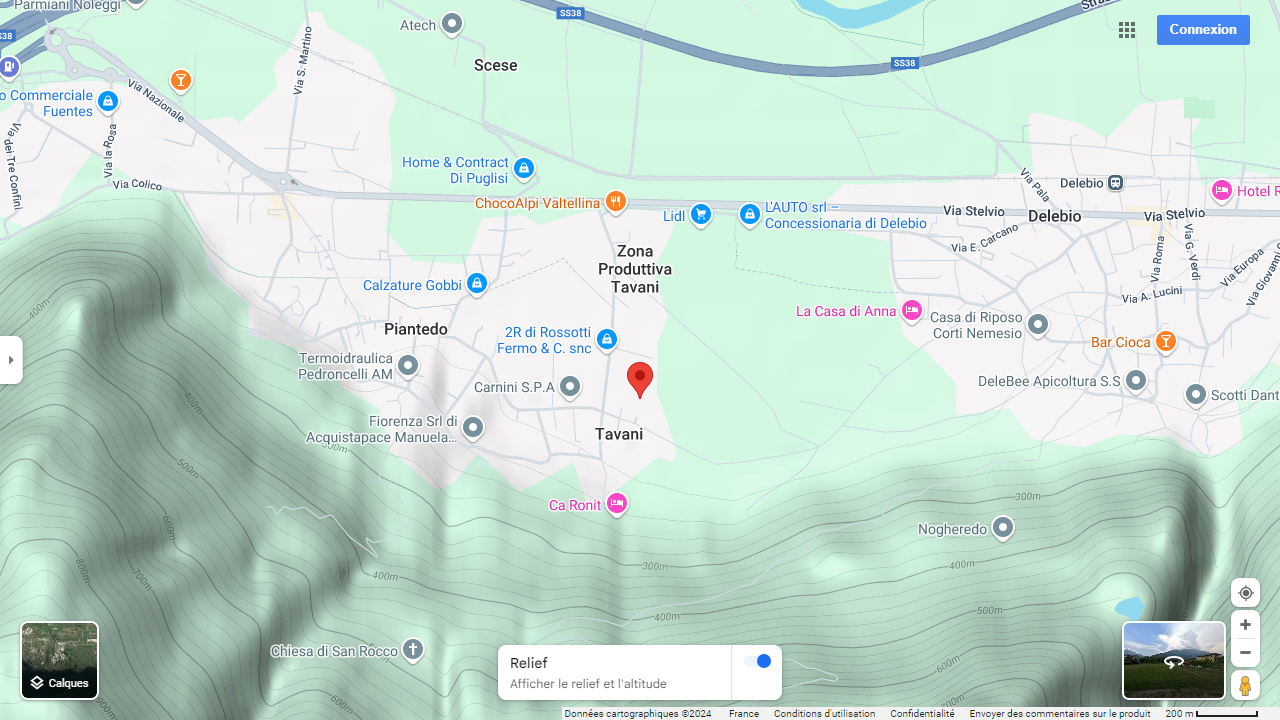 Parmiani Noleggi
Atech
SS38
Connexion
SS38
Scese
SS38
Via S. Martino
o Commerciale
Fuentes
Via Nazionale
Via la Rosa
Via dei Tre Confini
Via Colico
Home & Contract
Di Puglisi
ChocoAlpi Valtellina
Lidl
L'AUTO srl –
Concessionaria di Delebio
Via Pala
Delebio
Hotel R
Via Stelvio
Delebio
Via Stelvio
Via E. Carcano
Via Roma
Via G. Verdi
Via Europa
Via Giovanni
Via A. Lucini
Zona
Produttiva
Tavani
Calzature Gobbi
La Casa di Anna
Casa di Riposo
Corti Nemesio
Piantedo
2R di Rossotti
Fermo & C. snc
Bar Cioca
Termoidraulica
Pedroncelli AM
Carnini S.P.A
DeleBee Apicoltura S.S
Scotti Dant
Fiorenza Srl di
Acquistapace Manuela...
Tavani
400m
500m
500m
600m
700m
800m
400m
Ca Ronit
300m
300m
Nogheredo
400m
500m
400m
600m
500m
Chiesa di San Rocco
Calques
Relief
Afficher le relief et l'altitude
Données cartographiques ©2024
France
Conditions d'utilisation
Confidentialité
Envoyer des commentaires sur le produit
200 m